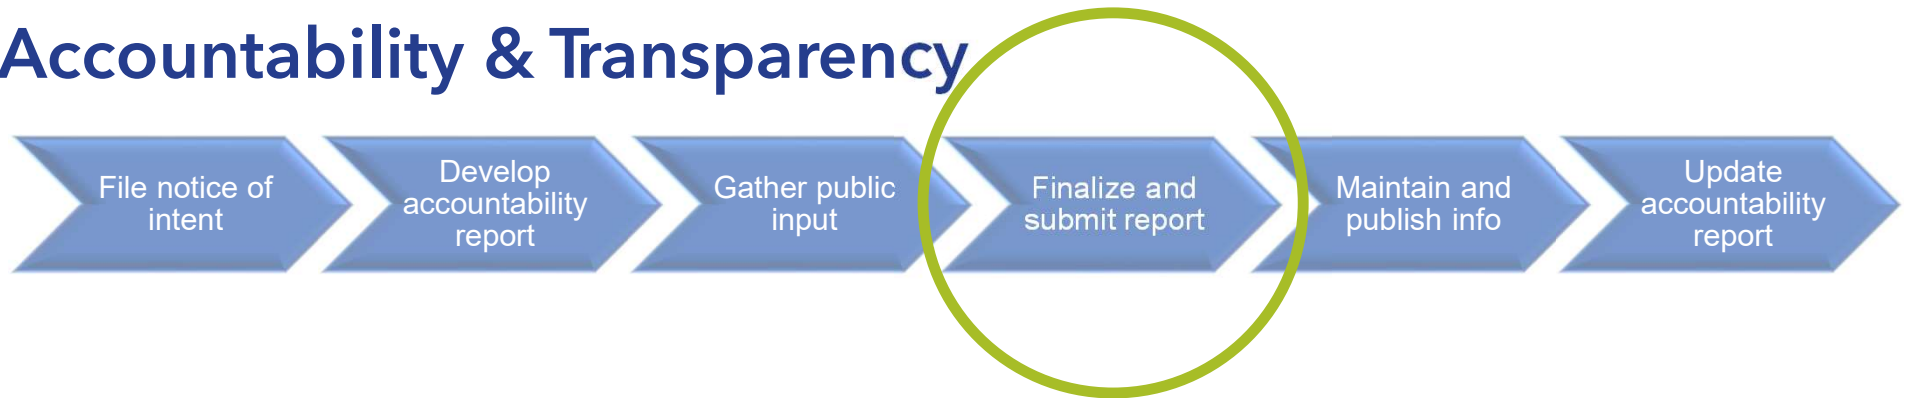 Accountability & Transparency
File notice of
intent
Develop
accountability
report
Gather public
input
Finalize and
submit report
Maintain and
publish info
Update
accountability
report